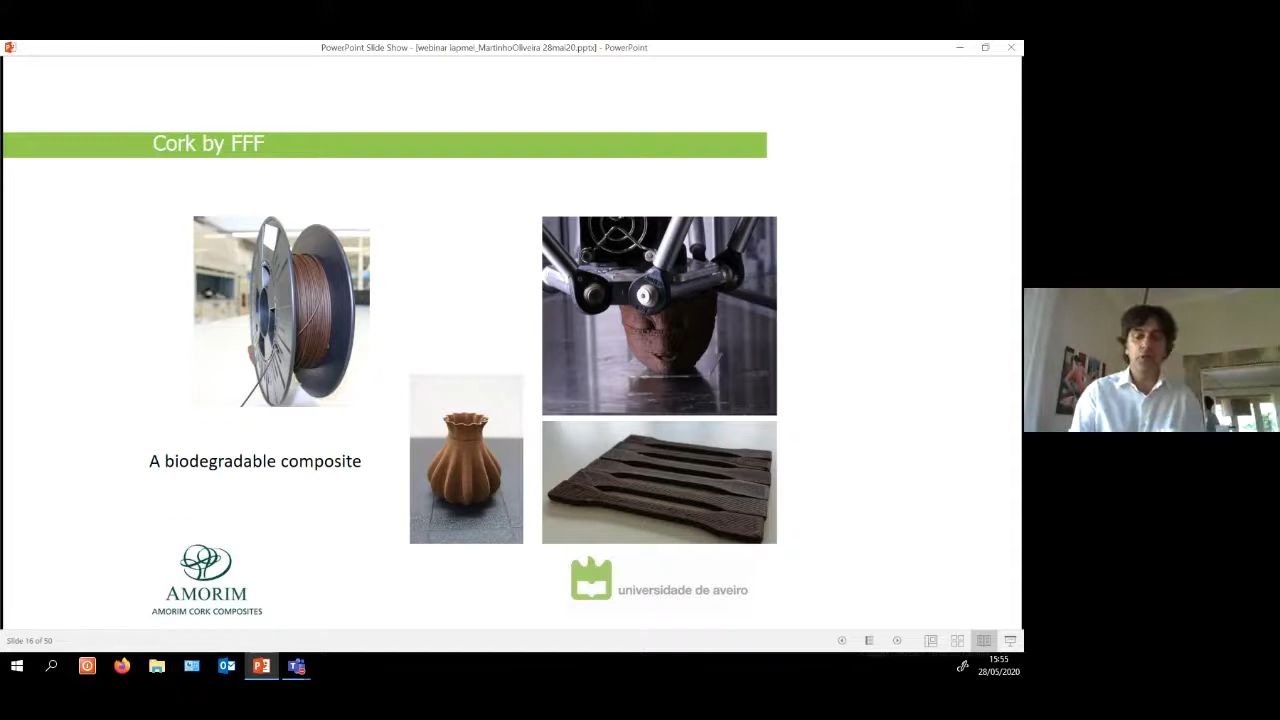 PowerPoint Slide Show - [webinar iapmei_MartinhoOliveira 28mai20.pptx] - PowerPoint
Cork by FFF
A biodegradable composite
AMORIM
AMORIM CORK COMPOSITES
universidade de aveiro
Slide 16 of 50
15:55
28/05/2020